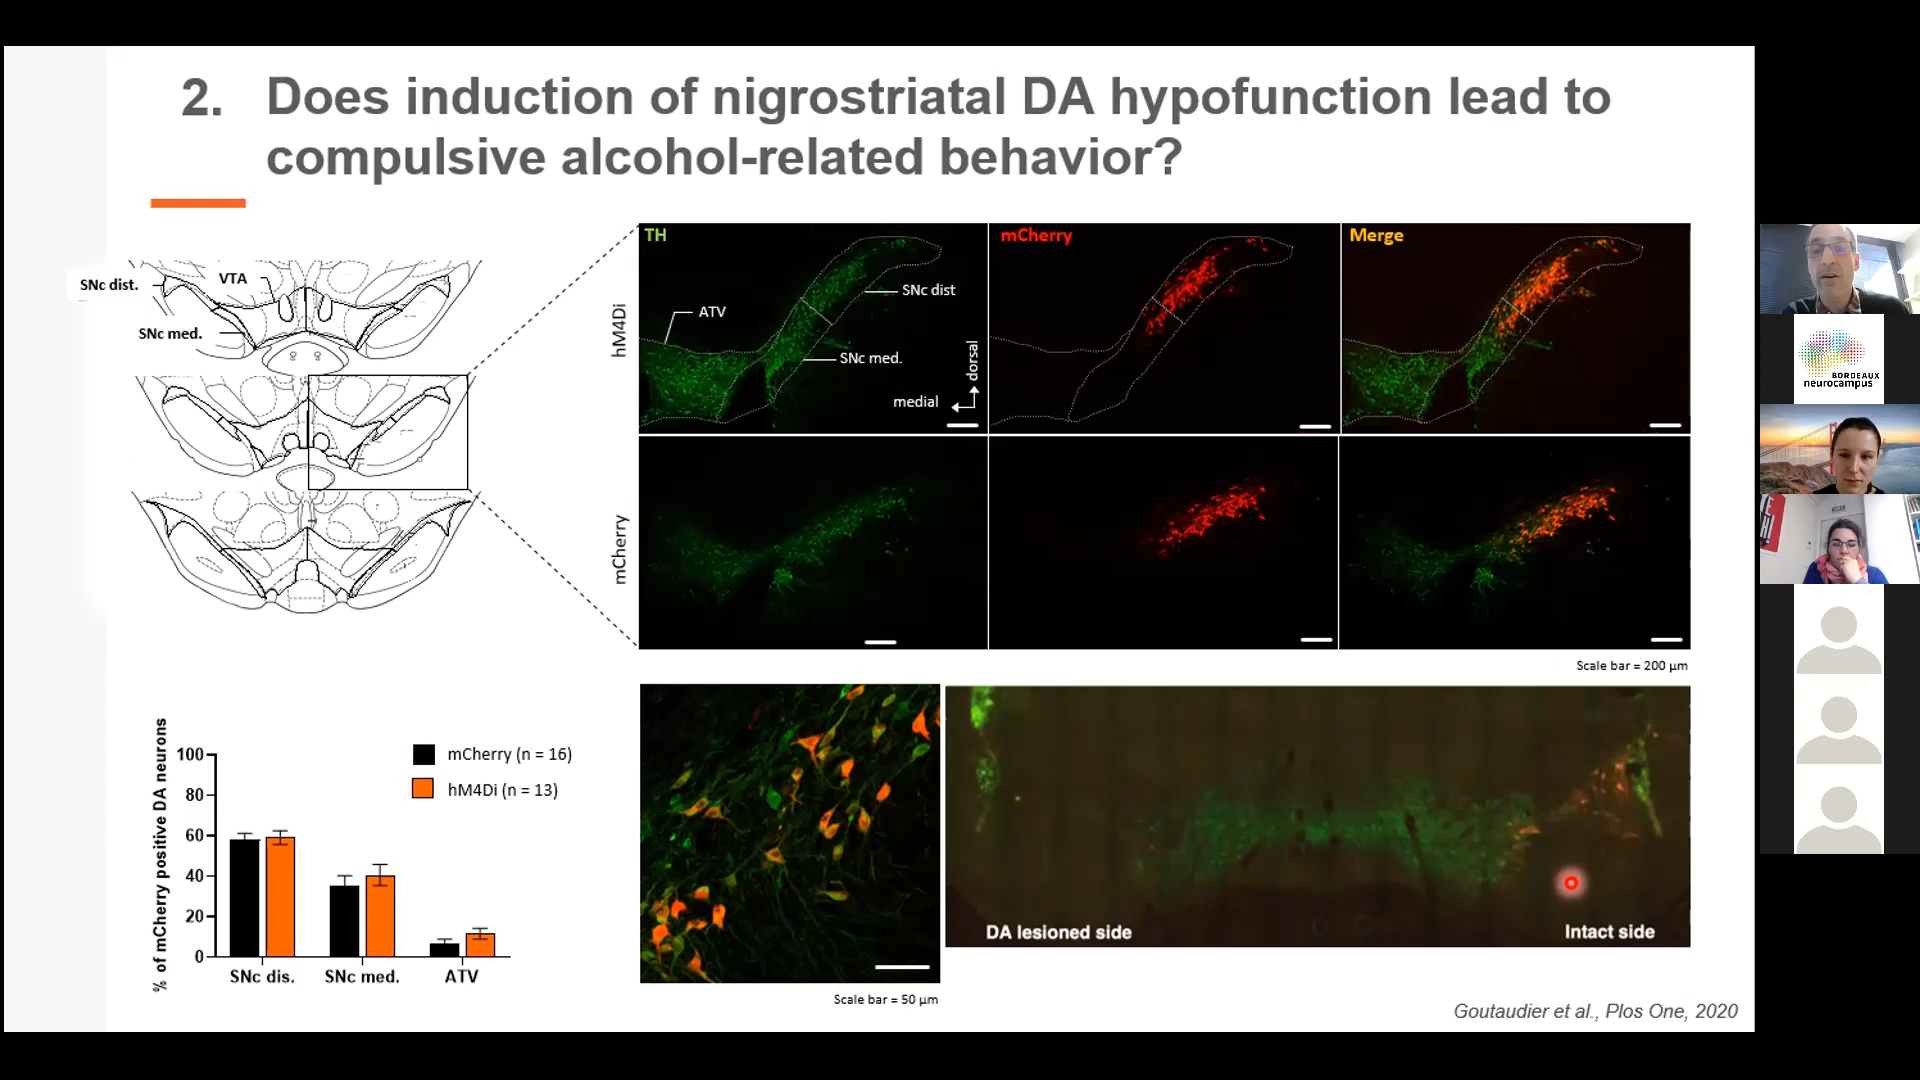 2. Does induction of nigrostriatal DA hypofunction lead to
compulsive alcohol-related behavior?
SNc dist.
VTA
SNc med.
TH
mCherry
Merge
hM4Di
ATV
SNc dist
SNc med.
dorsal
medial
mCherry
Scale bar = 200 µm
% of mCherry positive DA neurons
100
80
60
40
20
0
mCherry (n = 16)
hM4Di (n = 13)
SNc dis.
SNc med.
ATV
Scale bar = 50 µm
DA lesioned side
Intact side
Goutaudier et al., Plos One, 2020
BORDEAUX
neurocampus